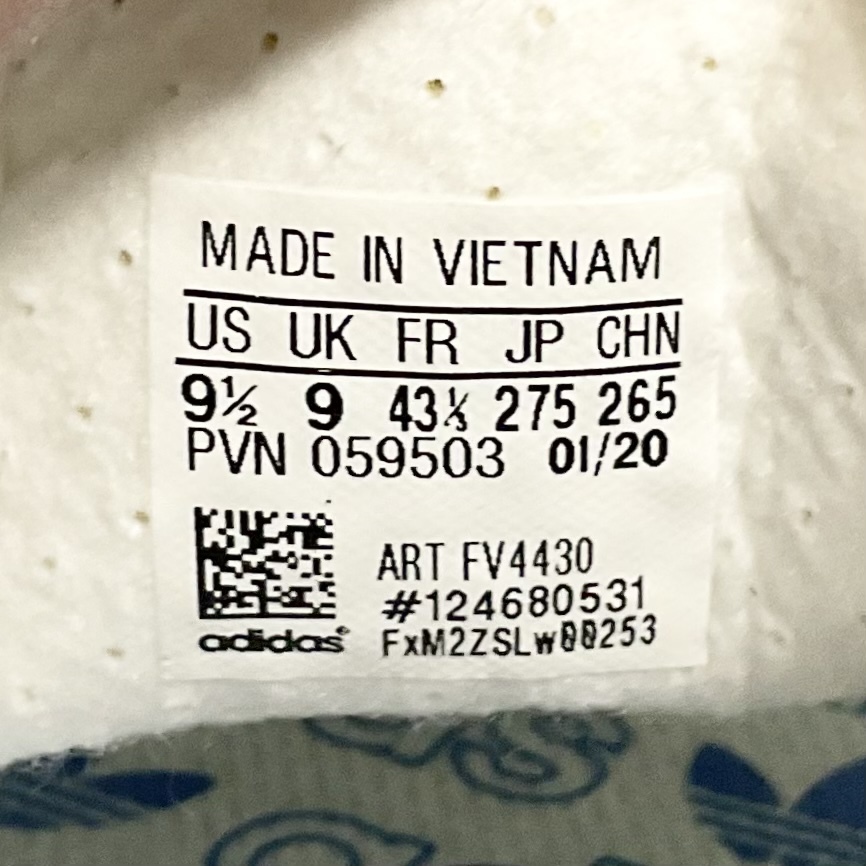 MADE IN VIETNAM
US UK FR JP CHN
9½ 9 43⅓ 275 265
PVN 059503 01/20
ART FV4430
#124680531
adidas® FxM2ZSLw00253